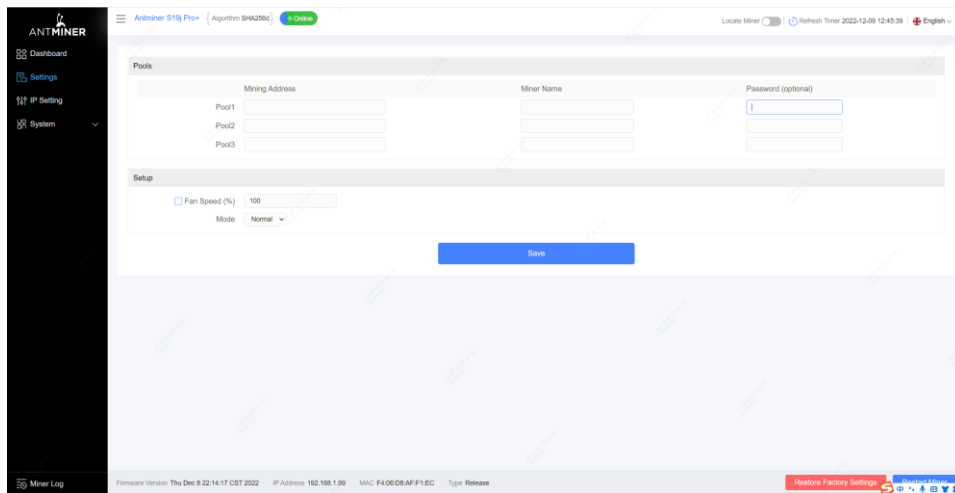 ANTMINER
Antminer S19j Pro+ { Algorithm SHA256d } Online
Locate Miner Refresh Timer 2022-12-09 12:45:39 English
Dashboard
Settings
IP Setting
System
Pools
Mining Address Miner Name Password (optional)
Pool1
Pool2
Pool3
Setup
Fan Speed (%) 100
Mode Normal
Save
Miner Log
Firmware Version Thu Dec 8 22:14:17 CST 2022 IP Address 192.168.1.99 MAC F4:06:D8:AF:F1:EC Type Release
Restore Factory Settings
Restart Miner
中